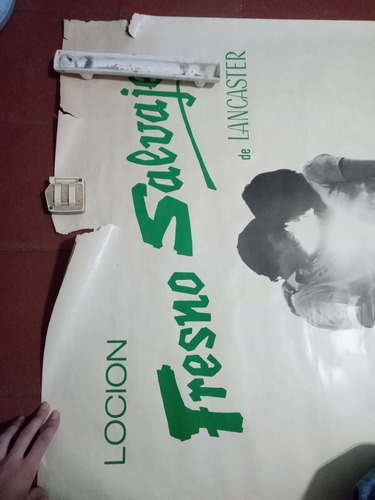 LOCION
Fresno Salvaje
de LANCASTER